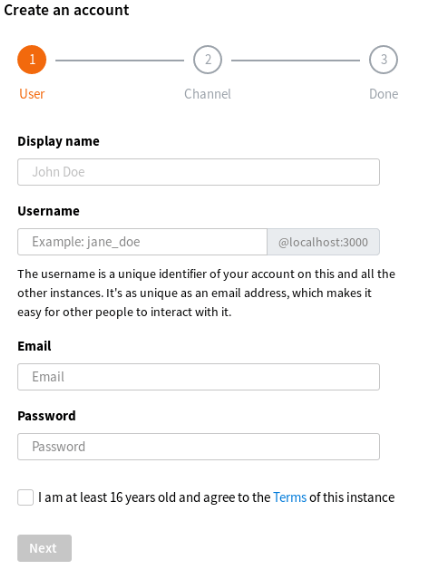 Create an account
1
2
3
User
Channel
Done
Display name
John Doe
Username
Example: jane_doe
@localhost:3000
The username is a unique identifier of your account on this and all the
other instances. It's as unique as an email address, which makes it
easy for other people to interact with it.
Email
Email
Password
Password
I am at least 16 years old and agree to the Terms of this instance
Next